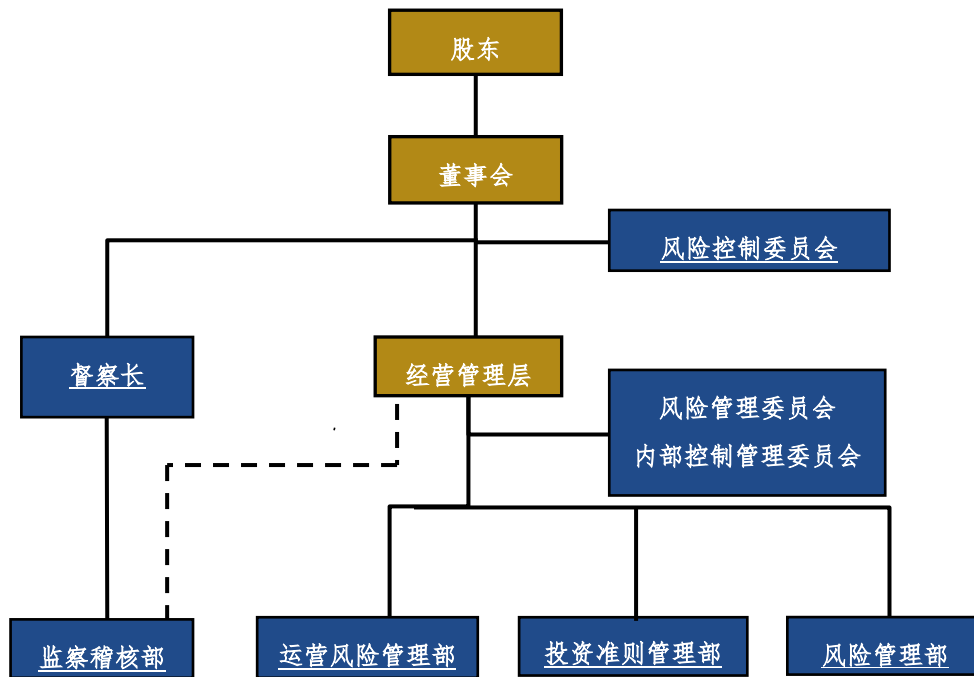 股东
董事会
风险控制委员会
督察长
经营管理层
风险管理委员会
内部控制管理委员会
监察稽核部
运营风险管理部
投资准则管理部
风险管理部